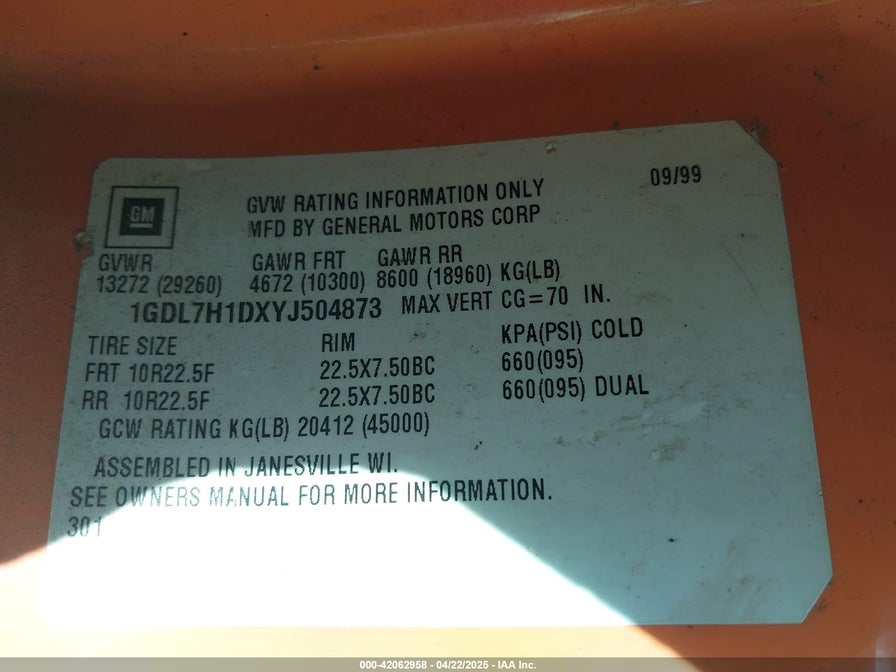 GM
GVW RATING INFORMATION ONLY 09/99
MFD BY GENERAL MOTORS CORP
GVWR GAWR FRT GAWR RR
13272 (29260) 4672 (10300) 8600 (18960) KG(LB)
1GDL7H1DXYJ504873 MAX VERT CG=70 IN.
TIRE SIZE RIM KPA(PSI) COLD
FRT 10R22.5F 22.5X7.50BC 660(095)
RR 10R22.5F 22.5X7.50BC 660(095) DUAL
GCW RATING KG(LB) 20412 (45000)
ASSEMBLED IN JANESVILLE WI.
SEE OWNERS MANUAL FOR MORE INFORMATION.
301
000-42062958 - 04/22/2025 - IAA Inc.